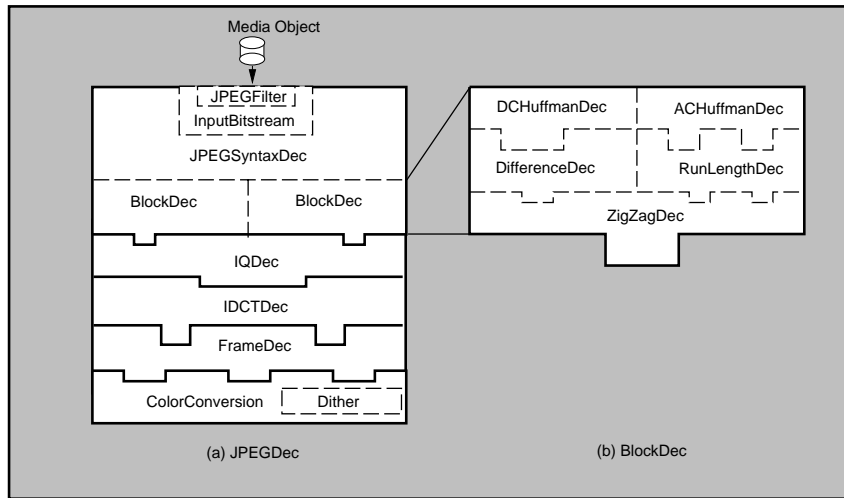 Media Object
JPEGFilter
InputBitstream
JPEGSyntaxDec
BlockDec
BlockDec
IQDec
IDCTDec
FrameDec
ColorConversion
Dither
(a) JPEGDec
DCHuffmanDec
ACHuffmanDec
DifferenceDec
RunLengthDec
ZigZagDec
(b) BlockDec